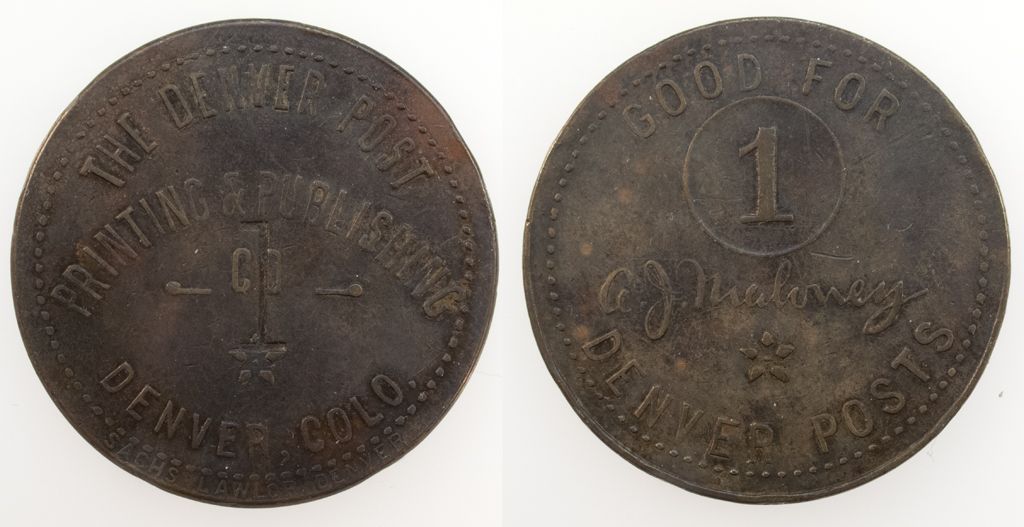 THE DENVER POST
PRINTING & PUBLISHING
CO
1
DENVER, COLO.
SACHS LAWLOR DENVER
GOOD FOR
1
A J Maloney
DENVER POSTS